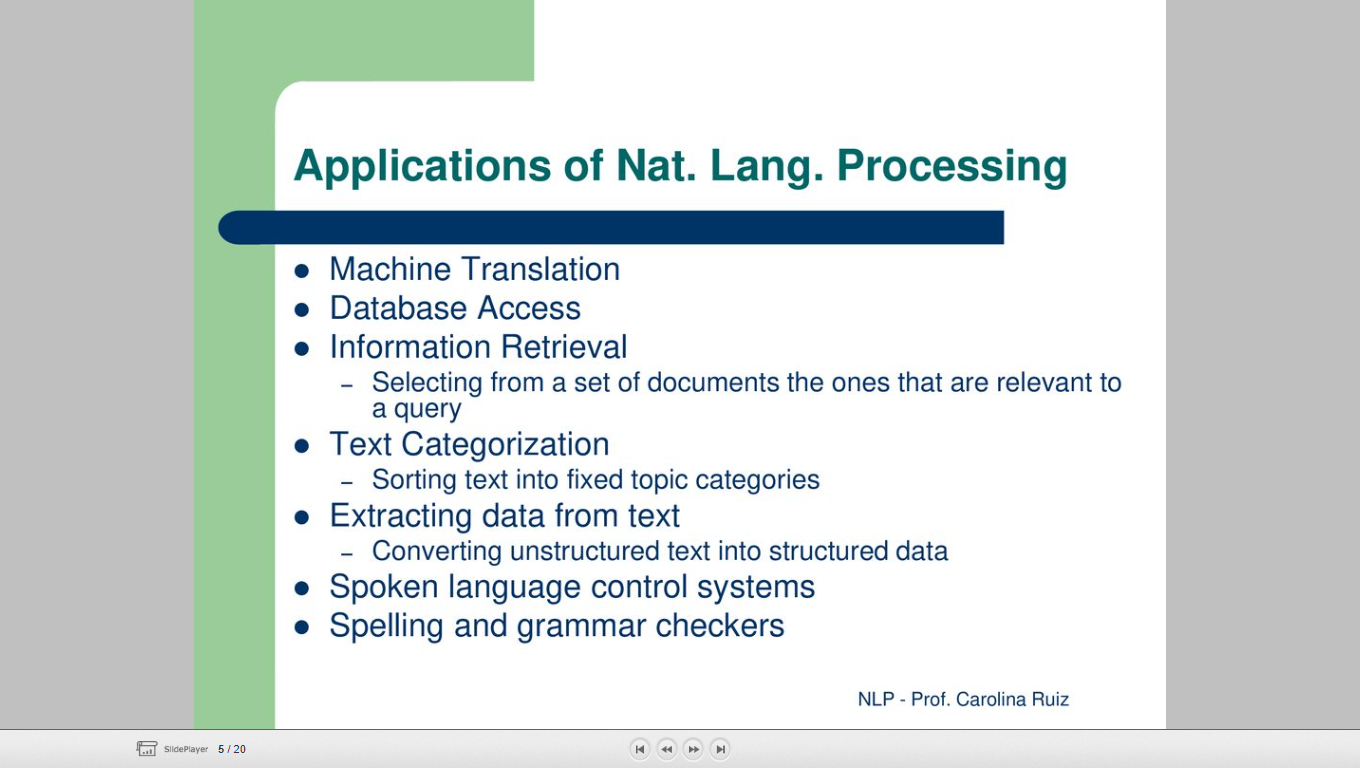 Applications of Nat. Lang. Processing
● Machine Translation
● Database Access
● Information Retrieval
– Selecting from a set of documents the ones that are relevant to
a query
● Text Categorization
– Sorting text into fixed topic categories
● Extracting data from text
– Converting unstructured text into structured data
● Spoken language control systems
● Spelling and grammar checkers
NLP - Prof. Carolina Ruiz
SlidePlayer 5 / 20